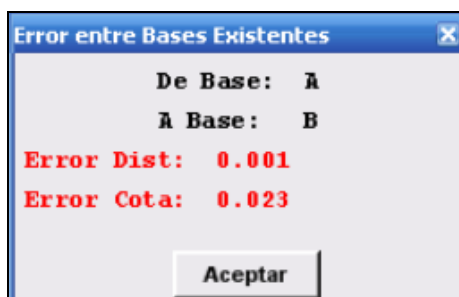 Error entre Bases Existentes
De Base: A
A Base: B
Error Dist: 0.001
Error Cota: 0.023
Aceptar